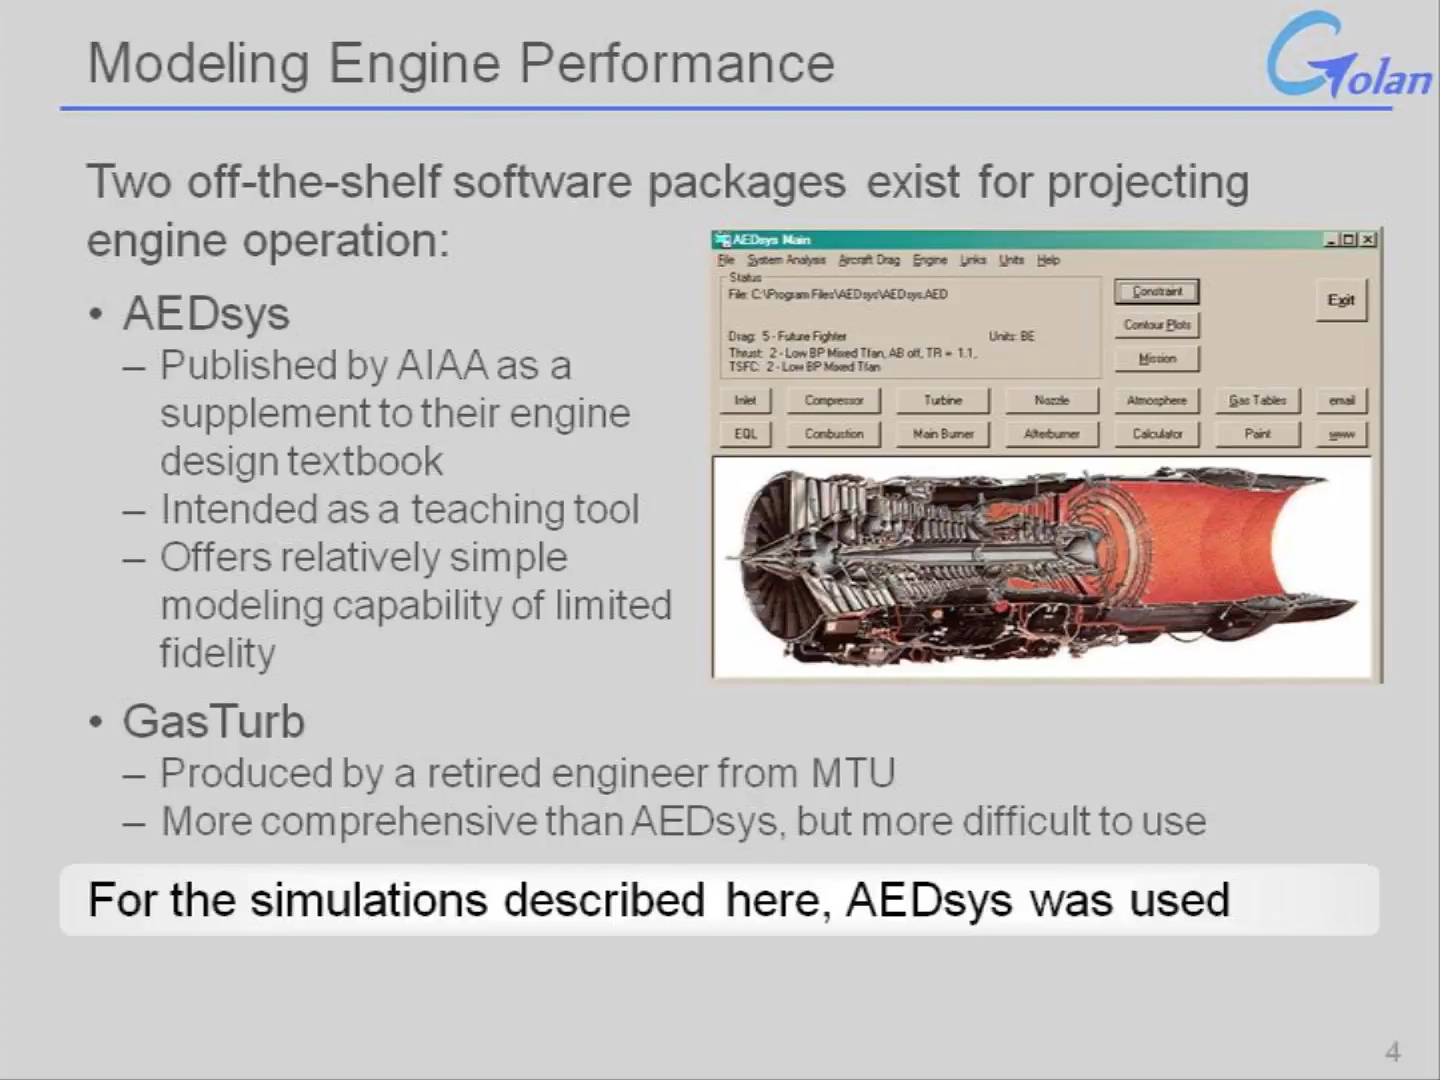 Modeling Engine Performance
Golan
Two off-the-shelf software packages exist for projecting
engine operation:
• AEDsys
– Published by AIAA as a
supplement to their engine
design textbook
– Intended as a teaching tool
– Offers relatively simple
modeling capability of limited
fidelity
AEDsys Main
File System Analysis Aircraft Drag Engine Links Units Help
Status
File: C:\Program Files\AEDsys\AEDsys.AED
Drag: 5 - Future Fighter Units: BE
Thrust: 2 - Low BP Mixed Tfan, AB off, TR = 1.1,
TSFC: 2 - Low BP Mixed Tfan
Constraint
Contour Plots
Mission
Exit
Inlet Compressor Turbine Nozzle Atmosphere Gas Tables email
EQL Combustion Main Burner Afterburner Calculator Paint www
• GasTurb
– Produced by a retired engineer from MTU
– More comprehensive than AEDsys, but more difficult to use
For the simulations described here, AEDsys was used
4